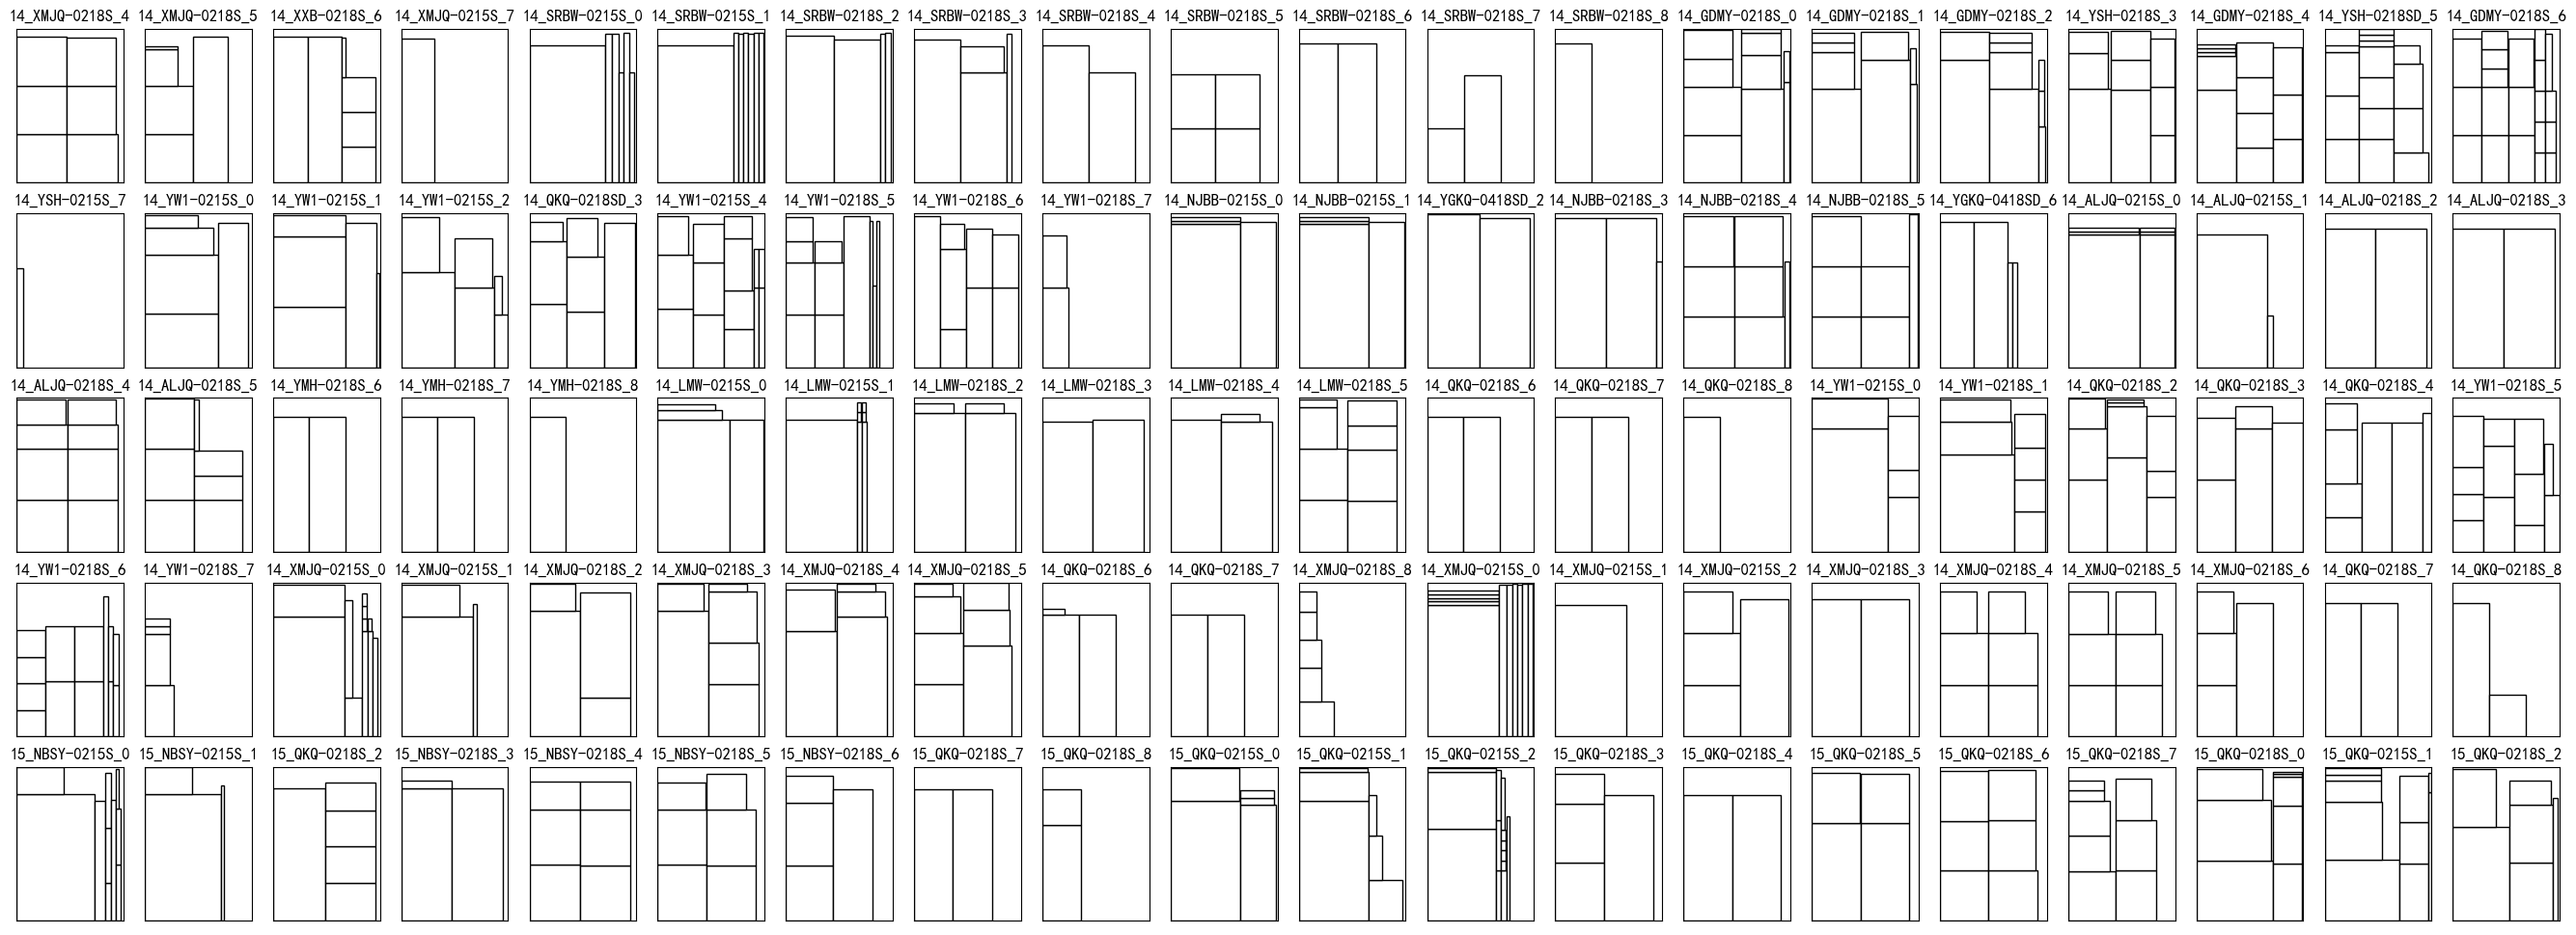 14_XMJQ-0218S_4 14_XMJQ-0218S_5 14_XXB-0218S_6 14_XMJQ-0215S_7 14_SRBW-0215S_0 14_SRBW-0215S_1 14_SRBW-0218S_2 14_SRBW-0218S_3 14_SRBW-0218S_4 14_SRBW-0218S_5 14_SRBW-0218S_6 14_SRBW-0218S_7 14_SRBW-0218S_8 14_GDMY-0218S_0 14_GDMY-0218S_1 14_GDMY-0218S_2 14_YSH-0218S_3 14_GDMY-0218S_4 14_YSH-0218SD_5 14_GDMY-0218S_6
14_YSH-0215S_7 14_YW1-0215S_0 14_YW1-0215S_1 14_YW1-0215S_2 14_QKQ-0218SD_3 14_YW1-0215S_4 14_YW1-0218S_5 14_YW1-0218S_6 14_YW1-0218S_7 14_NJBB-0215S_0 14_NJBB-0215S_1 14_YGKQ-0418SD_2 14_NJBB-0218S_3 14_NJBB-0218S_4 14_NJBB-0218S_5 14_YGKQ-0418SD_6 14_ALJQ-0215S_0 14_ALJQ-0215S_1 14_ALJQ-0218S_2 14_ALJQ-0218S_3
14_ALJQ-0218S_4 14_ALJQ-0218S_5 14_YMH-0218S_6 14_YMH-0218S_7 14_YMH-0218S_8 14_LMW-0215S_0 14_LMW-0215S_1 14_LMW-0218S_2 14_LMW-0218S_3 14_LMW-0218S_4 14_LMW-0218S_5 14_QKQ-0218S_6 14_QKQ-0218S_7 14_QKQ-0218S_8 14_YW1-0215S_0 14_YW1-0218S_1 14_QKQ-0218S_2 14_QKQ-0218S_3 14_QKQ-0218S_4 14_YW1-0218S_5
14_YW1-0218S_6 14_YW1-0218S_7 14_XMJQ-0215S_0 14_XMJQ-0215S_1 14_XMJQ-0218S_2 14_XMJQ-0218S_3 14_XMJQ-0218S_4 14_XMJQ-0218S_5 14_QKQ-0218S_6 14_QKQ-0218S_7 14_XMJQ-0218S_8 14_XMJQ-0215S_0 14_XMJQ-0215S_1 14_XMJQ-0215S_2 14_XMJQ-0218S_3 14_XMJQ-0218S_4 14_XMJQ-0218S_5 14_XMJQ-0218S_6 14_QKQ-0218S_7 14_QKQ-0218S_8
15_NBSY-0215S_0 15_NBSY-0215S_1 15_QKQ-0218S_2 15_NBSY-0218S_3 15_NBSY-0218S_4 15_NBSY-0218S_5 15_NBSY-0218S_6 15_QKQ-0218S_7 15_QKQ-0218S_8 15_QKQ-0215S_0 15_QKQ-0215S_1 15_QKQ-0215S_2 15_QKQ-0218S_3 15_QKQ-0218S_4 15_QKQ-0218S_5 15_QKQ-0218S_6 15_QKQ-0218S_7 15_QKQ-0218S_0 15_QKQ-0215S_1 15_QKQ-0218S_2